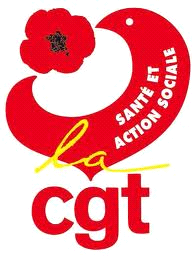 SANTÉ ET
ACTION SOCIALE
la
cgt